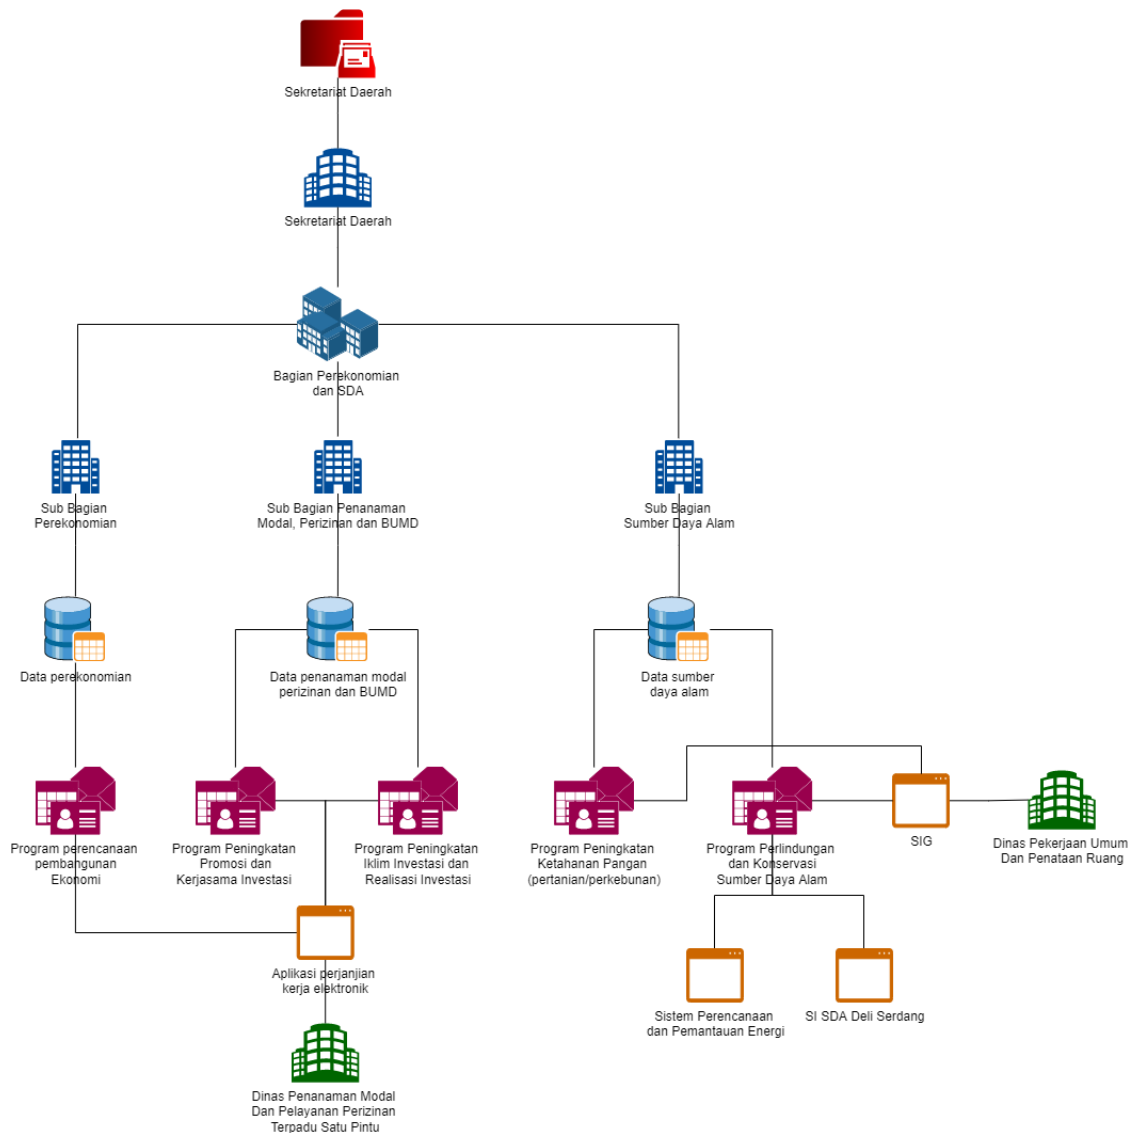 Sekretariat Daerah
Sekretariat Daerah
Bagian Perekonomian
dan SDA
Sub Bagian
Perekonomian
Sub Bagian Penanaman
Modal, Perizinan dan BUMD
Sub Bagian
Sumber Daya Alam
Data perekonomian
Data penanaman modal
perizinan dan BUMD
Data sumber
daya alam
Program perencanaan
pembangunan
Ekonomi
Program Peningkatan
Promosi dan
Kerjasama Investasi
Program Peningkatan
Iklim Investasi dan
Realisasi Investasi
Program Peningkatan
Ketahanan Pangan
(pertanian/perkebunan)
Program Perlindungan
dan Konservasi
Sumber Daya Alam
SIG
Dinas Pekerjaan Umum
Dan Penataan Ruang
Aplikasi perjanjian
kerja elektronik
Sistem Perencanaan
dan Pemantauan Energi
SI SDA Deli Serdang
Dinas Penanaman Modal
Dan Pelayanan Perizinan
Terpadu Satu Pintu